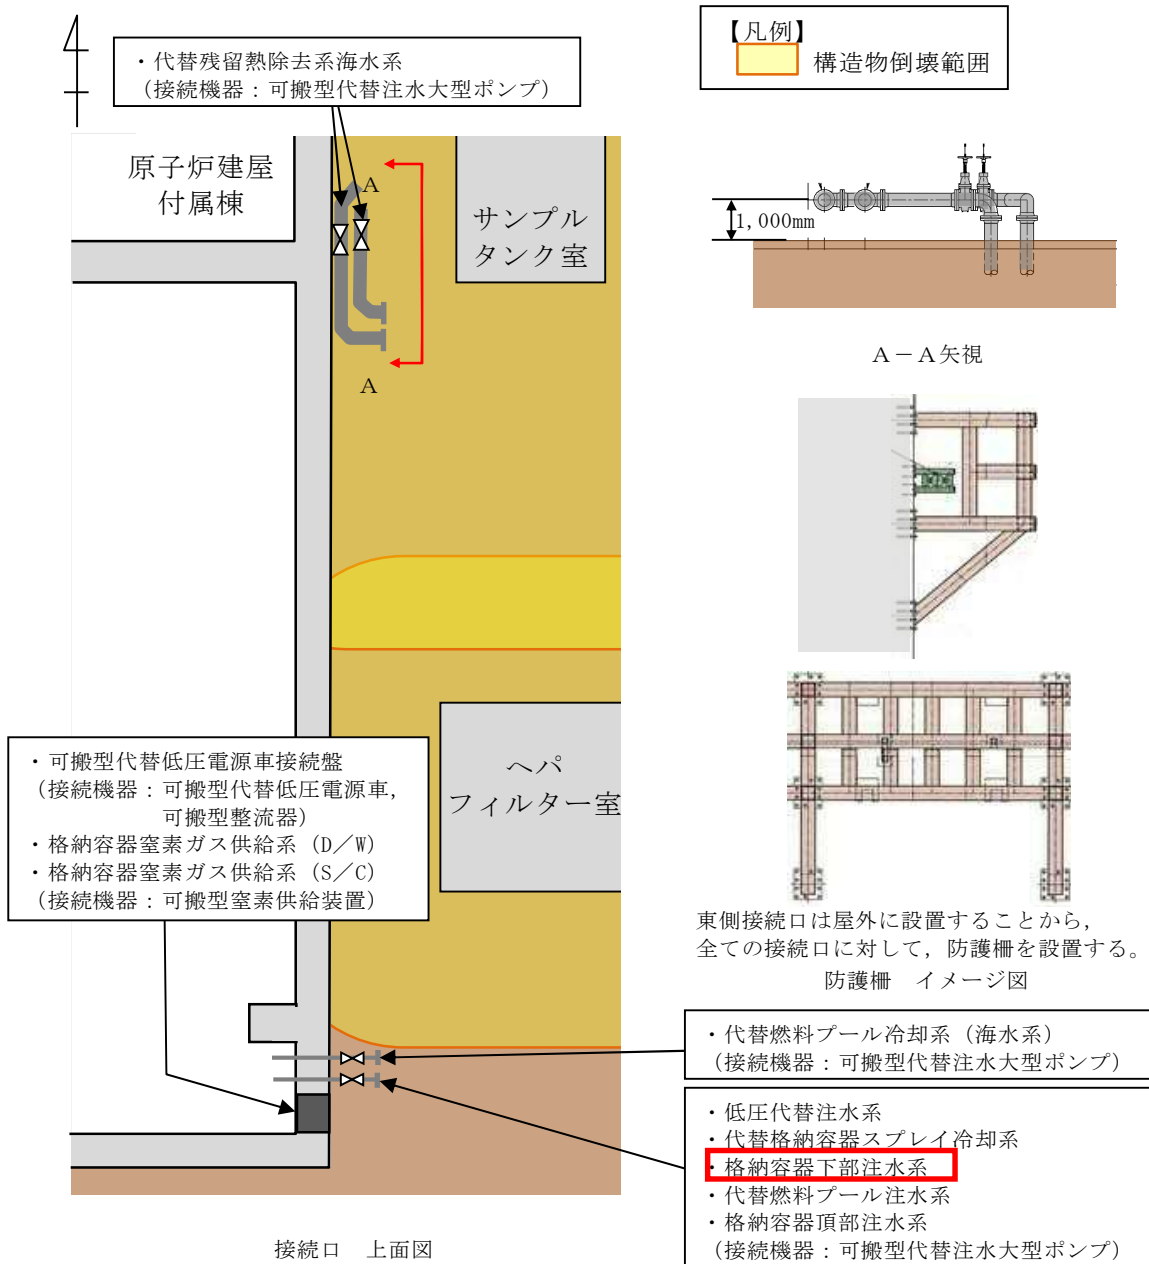 ・代替残留熱除去系海水系
（接続機器：可搬型代替注水大型ポンプ）
【凡例】
構造物倒壊範囲
原子炉建屋
付属棟
A
サンプル
タンク室
A
1,000mm
A－A矢視
ヘパ
フィルター室
・可搬型代替低圧電源車接続盤
（接続機器：可搬型代替低圧電源車，
可搬型整流器）
・格納容器窒素ガス供給系（D／W）
・格納容器窒素ガス供給系（S／C）
（接続機器：可搬型窒素供給装置）
東側接続口は屋外に設置することから，
全ての接続口に対して，防護柵を設置する。
防護柵　イメージ図
・代替燃料プール冷却系（海水系）
（接続機器：可搬型代替注水大型ポンプ）
・低圧代替注水系
・代替格納容器スプレイ冷却系
・格納容器下部注水系
・代替燃料プール注水系
・格納容器頂部注水系
（接続機器：可搬型代替注水大型ポンプ）
接続口　上面図